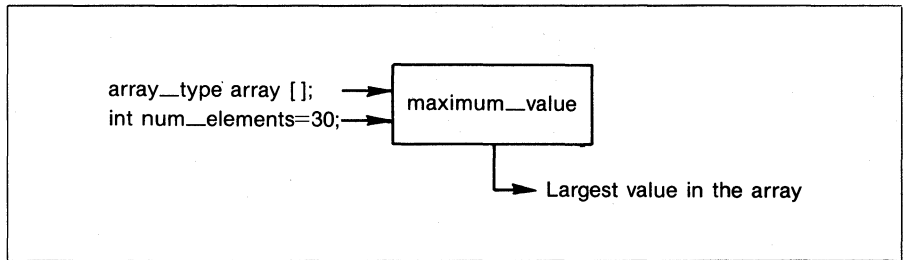 array_type array [];
int num_elements=30;
maximum_value
Largest value in the array